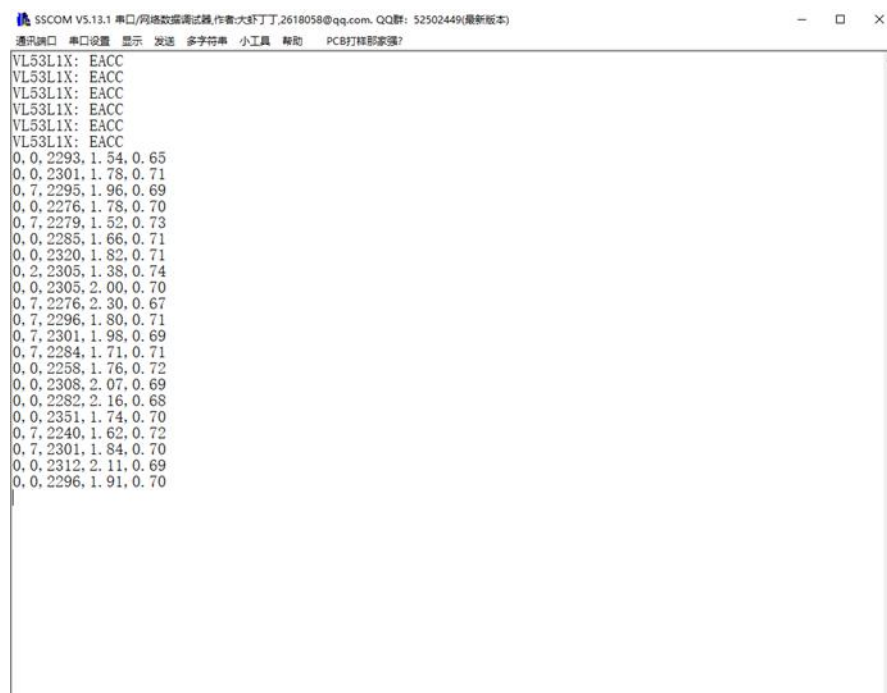 SSCOM V5.13.1 串口/网络数据调试器,作者:大虾丁丁,2618058@qq.com. QQ群: 52502449(最新版本)
通讯端口 串口设置 显示 发送 多字符串 小工具 帮助 PCB打样那家强?
VL53L1X: EACC
VL53L1X: EACC
VL53L1X: EACC
VL53L1X: EACC
VL53L1X: EACC
VL53L1X: EACC
0,0,2293,1.54,0.65
0,0,2301,1.78,0.71
0,7,2295,1.96,0.69
0,0,2276,1.78,0.70
0,7,2279,1.52,0.73
0,0,2285,1.66,0.71
0,0,2320,1.82,0.71
0,2,2305,1.38,0.74
0,0,2305,2.00,0.70
0,7,2276,2.30,0.67
0,7,2296,1.80,0.71
0,7,2301,1.98,0.69
0,7,2284,1.71,0.71
0,0,2258,1.76,0.72
0,0,2308,2.07,0.69
0,0,2282,2.16,0.68
0,0,2351,1.74,0.70
0,7,2240,1.62,0.72
0,7,2301,1.84,0.70
0,0,2312,2.11,0.69
0,0,2296,1.91,0.70